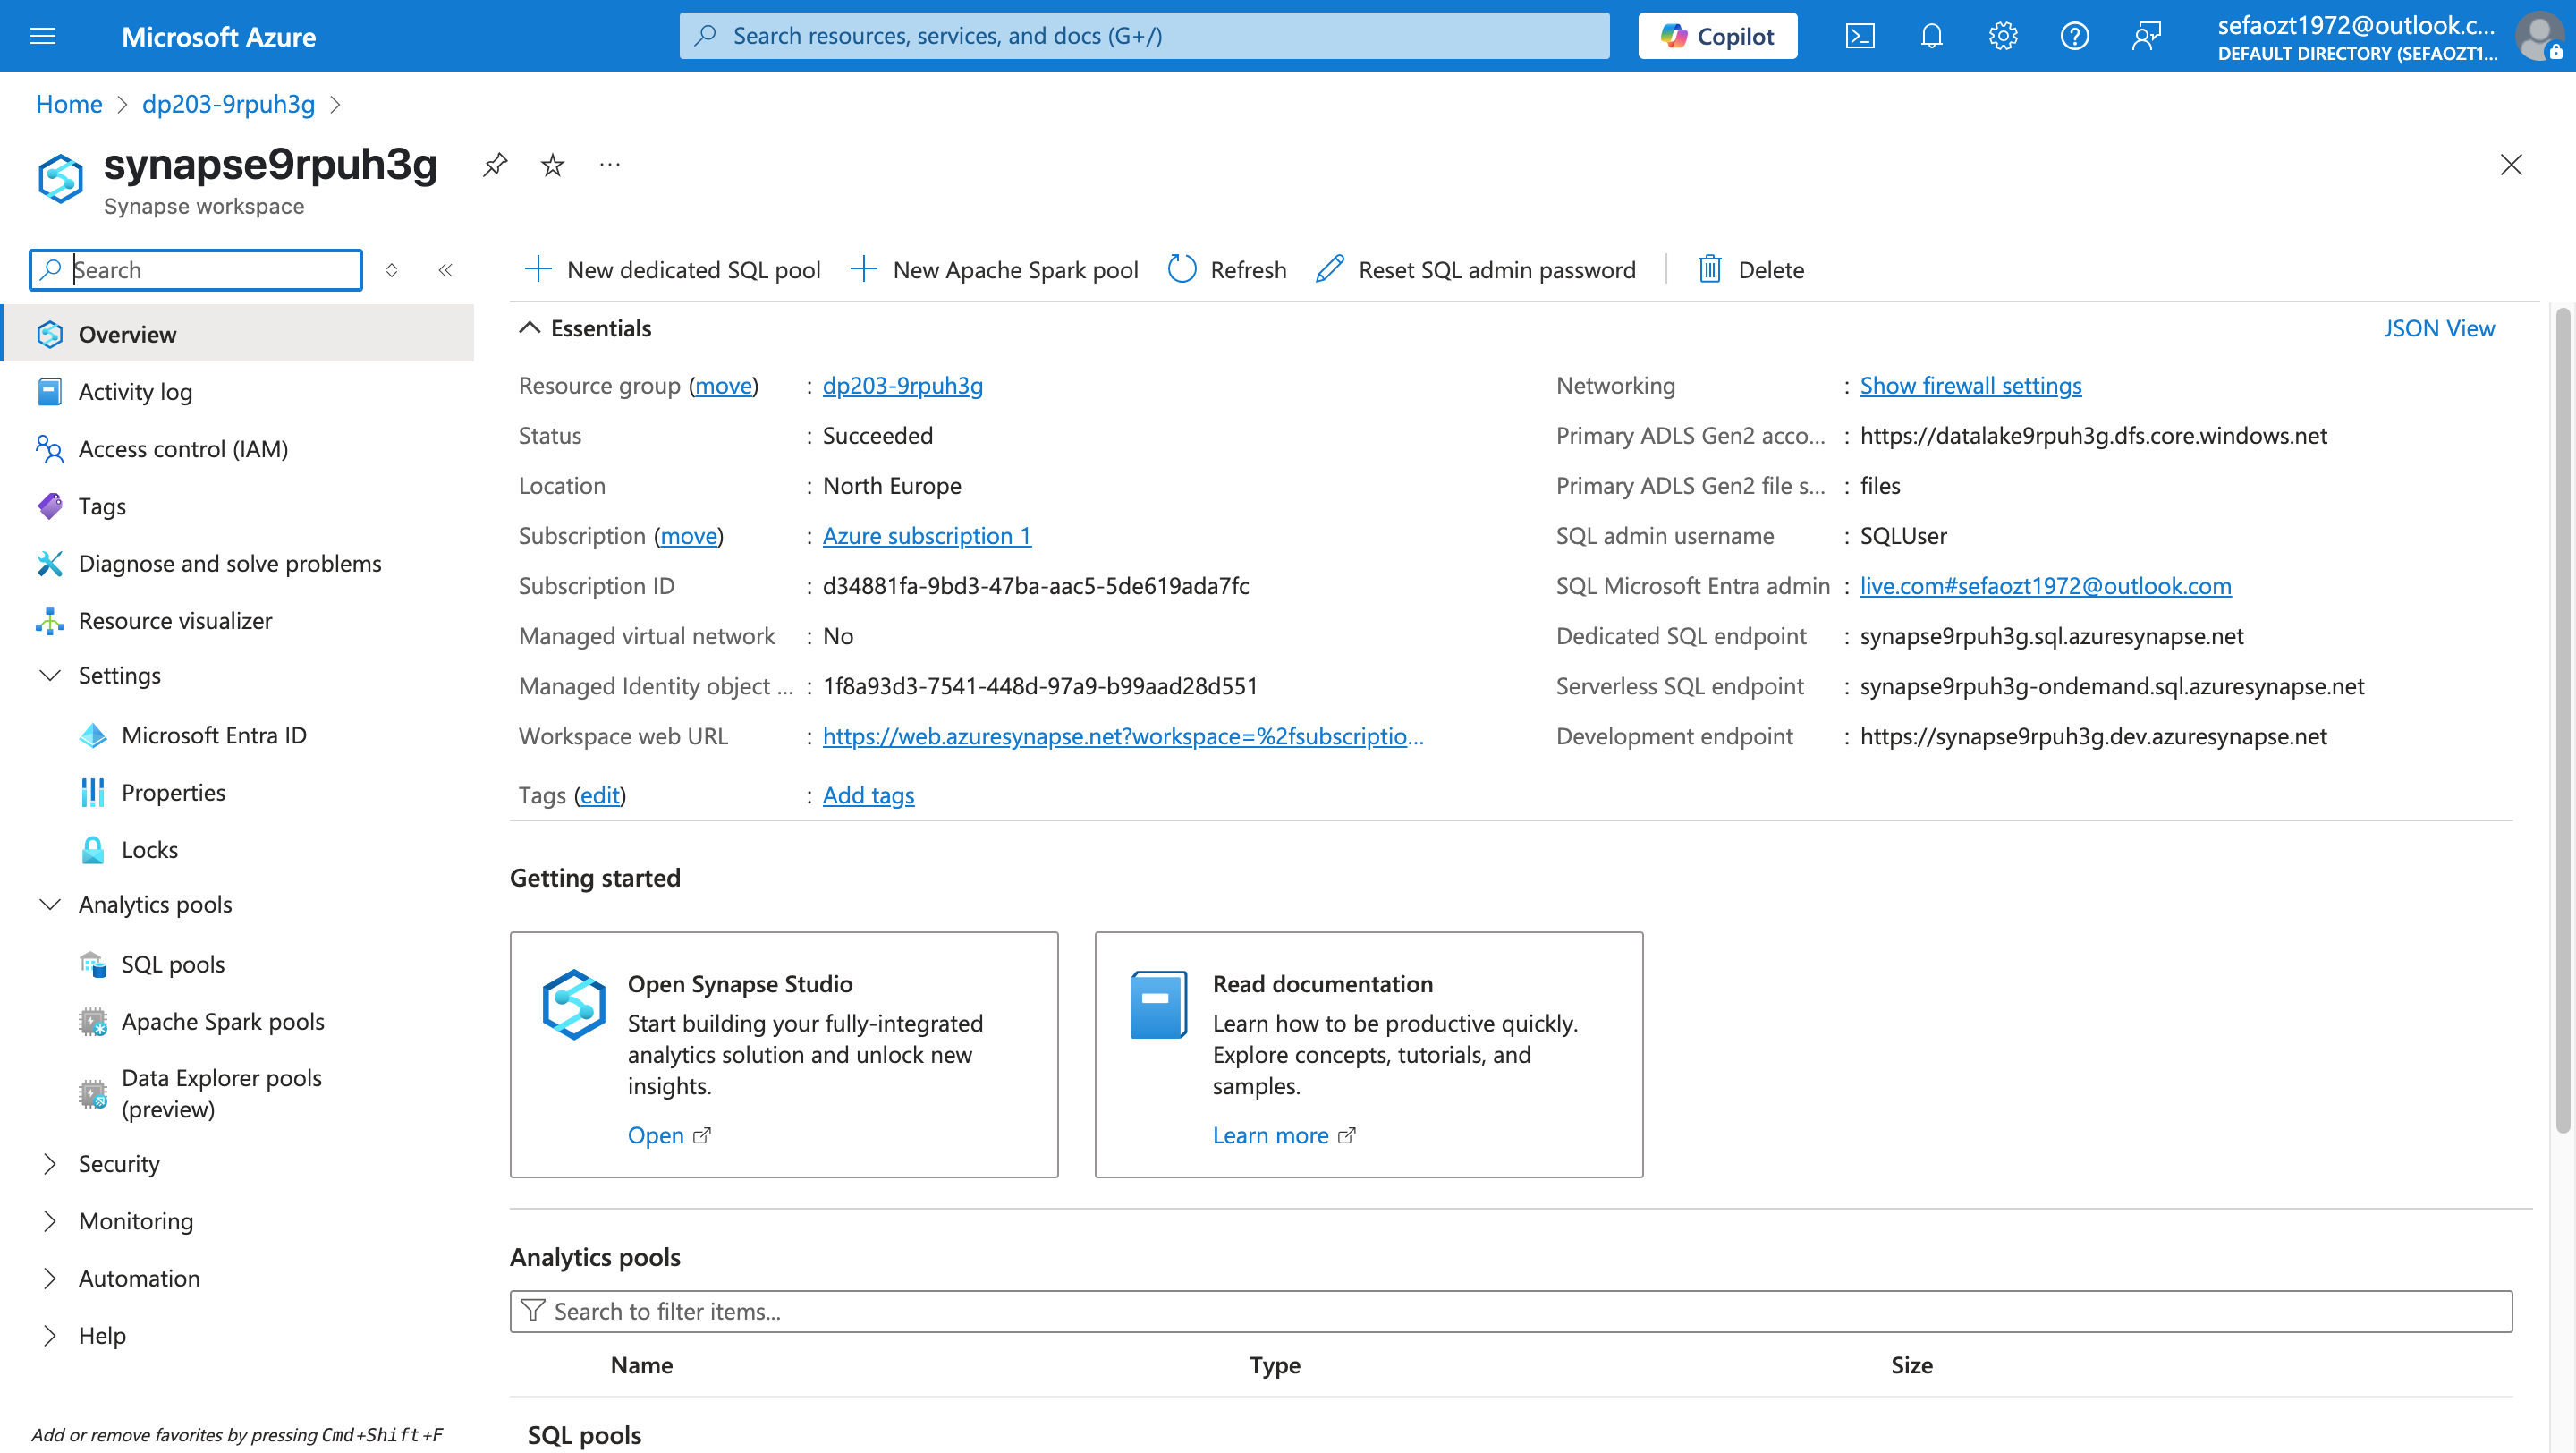 Microsoft Azure
Search resources, services, and docs (G+/)
Copilot
sefaozt1972@outlook.c...
DEFAULT DIRECTORY (SEFAOZT1...
Home > dp203-9rpuh3g >
synapse9rpuh3g
Synapse workspace
Search
New dedicated SQL pool
New Apache Spark pool
Refresh
Reset SQL admin password
Delete
Overview
Activity log
Access control (IAM)
Tags
Diagnose and solve problems
Resource visualizer
Settings
Microsoft Entra ID
Properties
Locks
Analytics pools
SQL pools
Apache Spark pools
Data Explorer pools
(preview)
Security
Monitoring
Automation
Help
Add or remove favorites by pressing Cmd+Shift+F
Essentials
JSON View
Resource group (move) : dp203-9rpuh3g
Status : Succeeded
Location : North Europe
Subscription (move) : Azure subscription 1
Subscription ID : d34881fa-9bd3-47ba-aac5-5de619ada7fc
Managed virtual network : No
Managed Identity object ... : 1f8a93d3-7541-448d-97a9-b99aad28d551
Workspace web URL : https://web.azuresynapse.net?workspace=%2fsubscriptio...
Tags (edit) : Add tags
Networking : Show firewall settings
Primary ADLS Gen2 acco... : https://datalake9rpuh3g.dfs.core.windows.net
Primary ADLS Gen2 file s... : files
SQL admin username : SQLUser
SQL Microsoft Entra admin : live.com#sefaozt1972@outlook.com
Dedicated SQL endpoint : synapse9rpuh3g.sql.azuresynapse.net
Serverless SQL endpoint : synapse9rpuh3g-ondemand.sql.azuresynapse.net
Development endpoint : https://synapse9rpuh3g.dev.azuresynapse.net
Getting started
Open Synapse Studio
Start building your fully-integrated
analytics solution and unlock new
insights.
Open
Read documentation
Learn how to be productive quickly.
Explore concepts, tutorials, and
samples.
Learn more
Analytics pools
Search to filter items...
Name
Type
Size
SQL pools